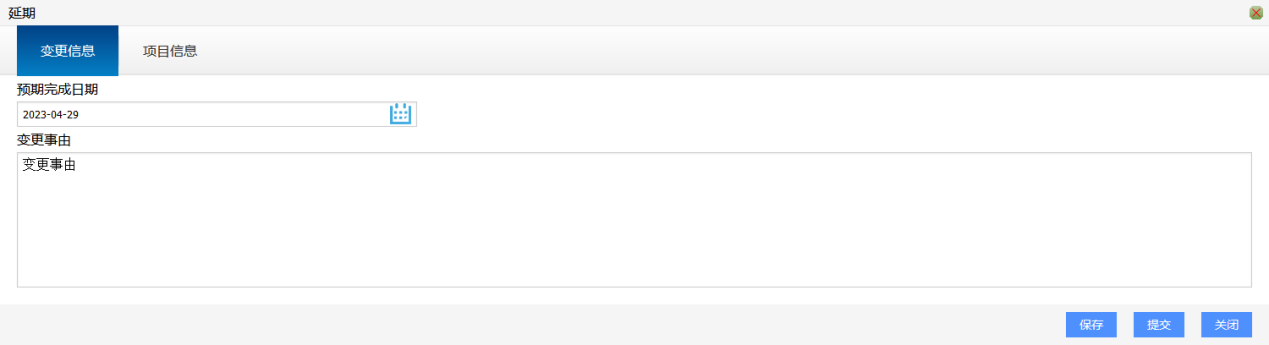 延期
变更信息 项目信息
预期完成日期
2023-04-29
变更事由
变更事由
保存 提交 关闭